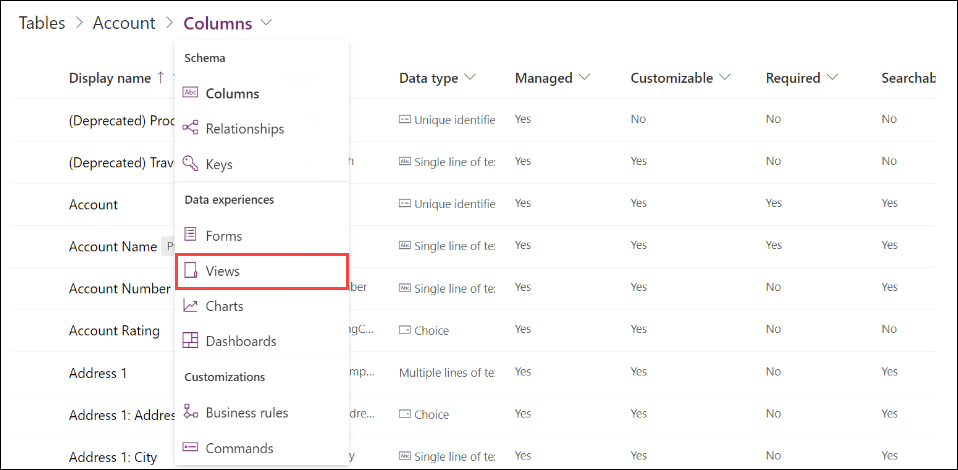 Tables > Account > Columns
Schema
Display name ↑ Data type Managed Customizable Required Searchab
Columns
(Deprecated) Proc Unique identifie Yes No No No
Relationships
(Deprecated) Trav h Single line of te: Yes Yes No No
Keys
Data experiences
Account Unique identifie Yes Yes Yes Yes
Forms
Account Name P Single line of te: Yes Yes Yes Yes
Views
Account Number ber Single line of te: Yes Yes No Yes
Charts
Account Rating ngC... Choice Yes Yes No No
Dashboards
Address 1 mp... Multiple lines of te: Yes Yes No Yes
Customizations
Address 1: Addres dre... Choice Yes Yes No Yes
Business rules
Address 1: City y Single line of te: Yes Yes No Yes
Commands
Abc